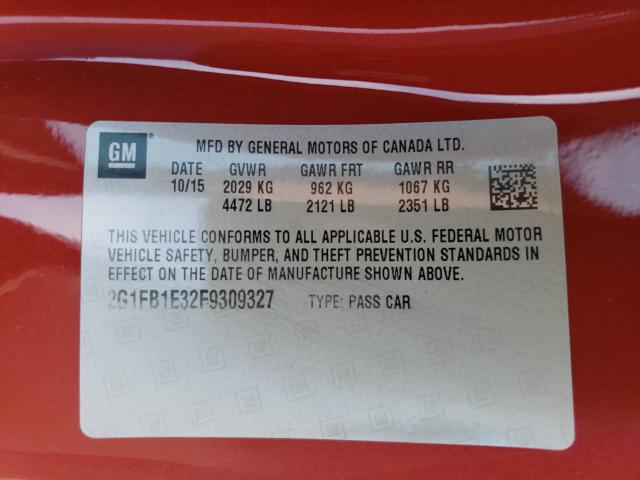 GM
MFD BY GENERAL MOTORS OF CANADA LTD.
DATE GVWR GAWR FRT GAWR RR
10/15 2029 KG 962 KG 1067 KG
4472 LB 2121 LB 2351 LB
THIS VEHICLE CONFORMS TO ALL APPLICABLE U.S. FEDERAL MOTOR
VEHICLE SAFETY, BUMPER, AND THEFT PREVENTION STANDARDS IN
EFFECT ON THE DATE OF MANUFACTURE SHOWN ABOVE.
2G1FB1E32F9309327 TYPE: PASS CAR